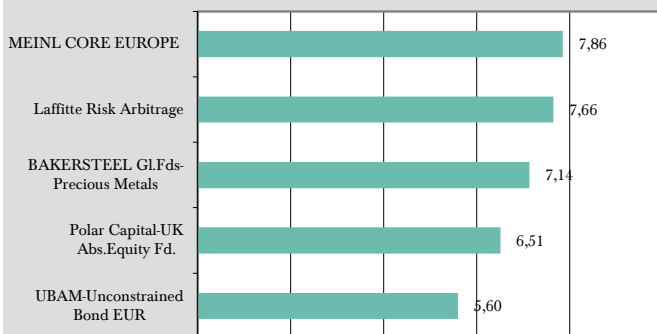 MEINL CORE EUROPE
7,86
Laffitte Risk Arbitrage
7,66
BAKERSTEEL Gl.Fds-
Precious Metals
7,14
Polar Capital-UK
Abs.Equity Fd.
6,51
UBAM-Unconstrained
Bond EUR
5,60